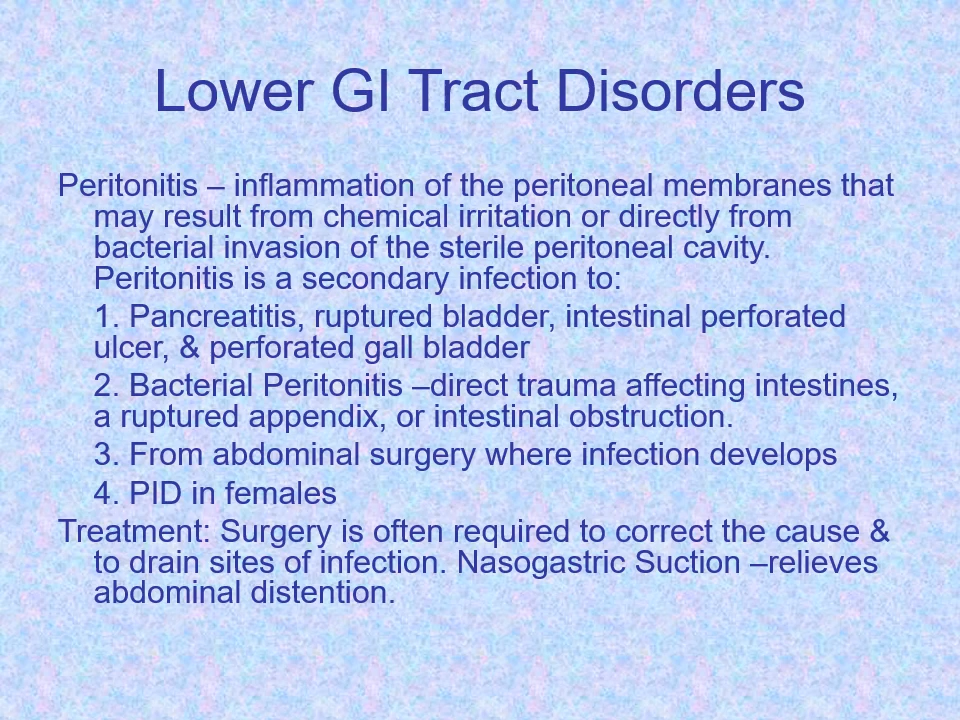 Lower GI Tract Disorders
Peritonitis – inflammation of the peritoneal membranes that
may result from chemical irritation or directly from
bacterial invasion of the sterile peritoneal cavity.
Peritonitis is a secondary infection to:
1. Pancreatitis, ruptured bladder, intestinal perforated
ulcer, & perforated gall bladder
2. Bacterial Peritonitis –direct trauma affecting intestines,
a ruptured appendix, or intestinal obstruction.
3. From abdominal surgery where infection develops
4. PID in females
Treatment: Surgery is often required to correct the cause &
to drain sites of infection. Nasogastric Suction –relieves
abdominal distention.